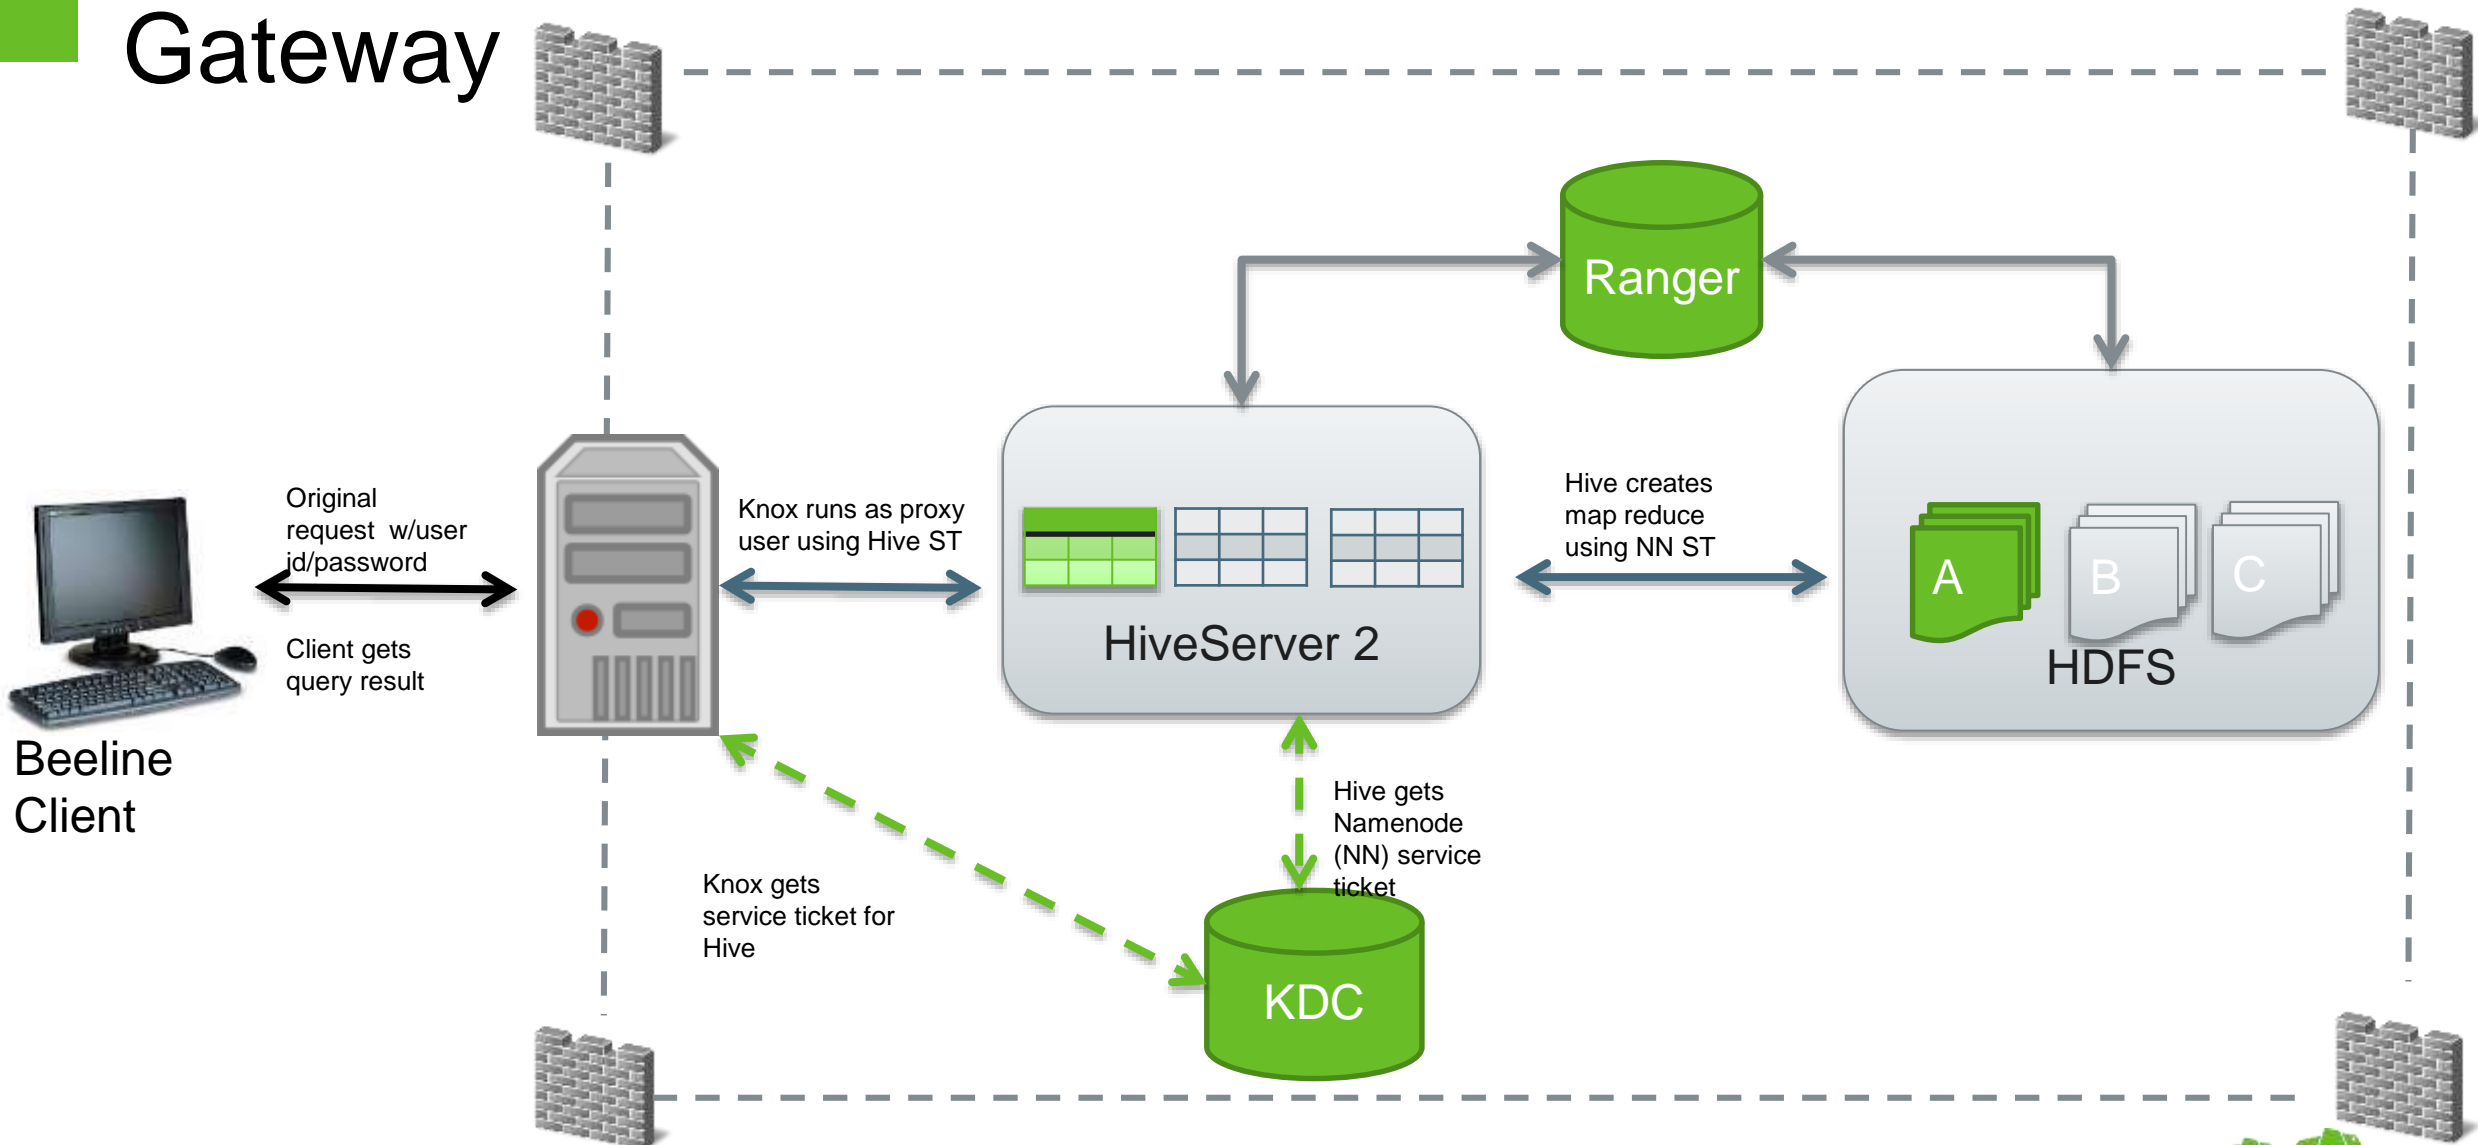 Gateway
Ranger
Original
request w/user
id/password
Client gets
query result
Beeline
Client
Knox runs as proxy
user using Hive ST
HiveServer 2
Hive creates
map reduce
using NN ST
A
B
C
HDFS
Knox gets
service ticket for
Hive
Hive gets
Namenode
(NN) service
ticket
KDC